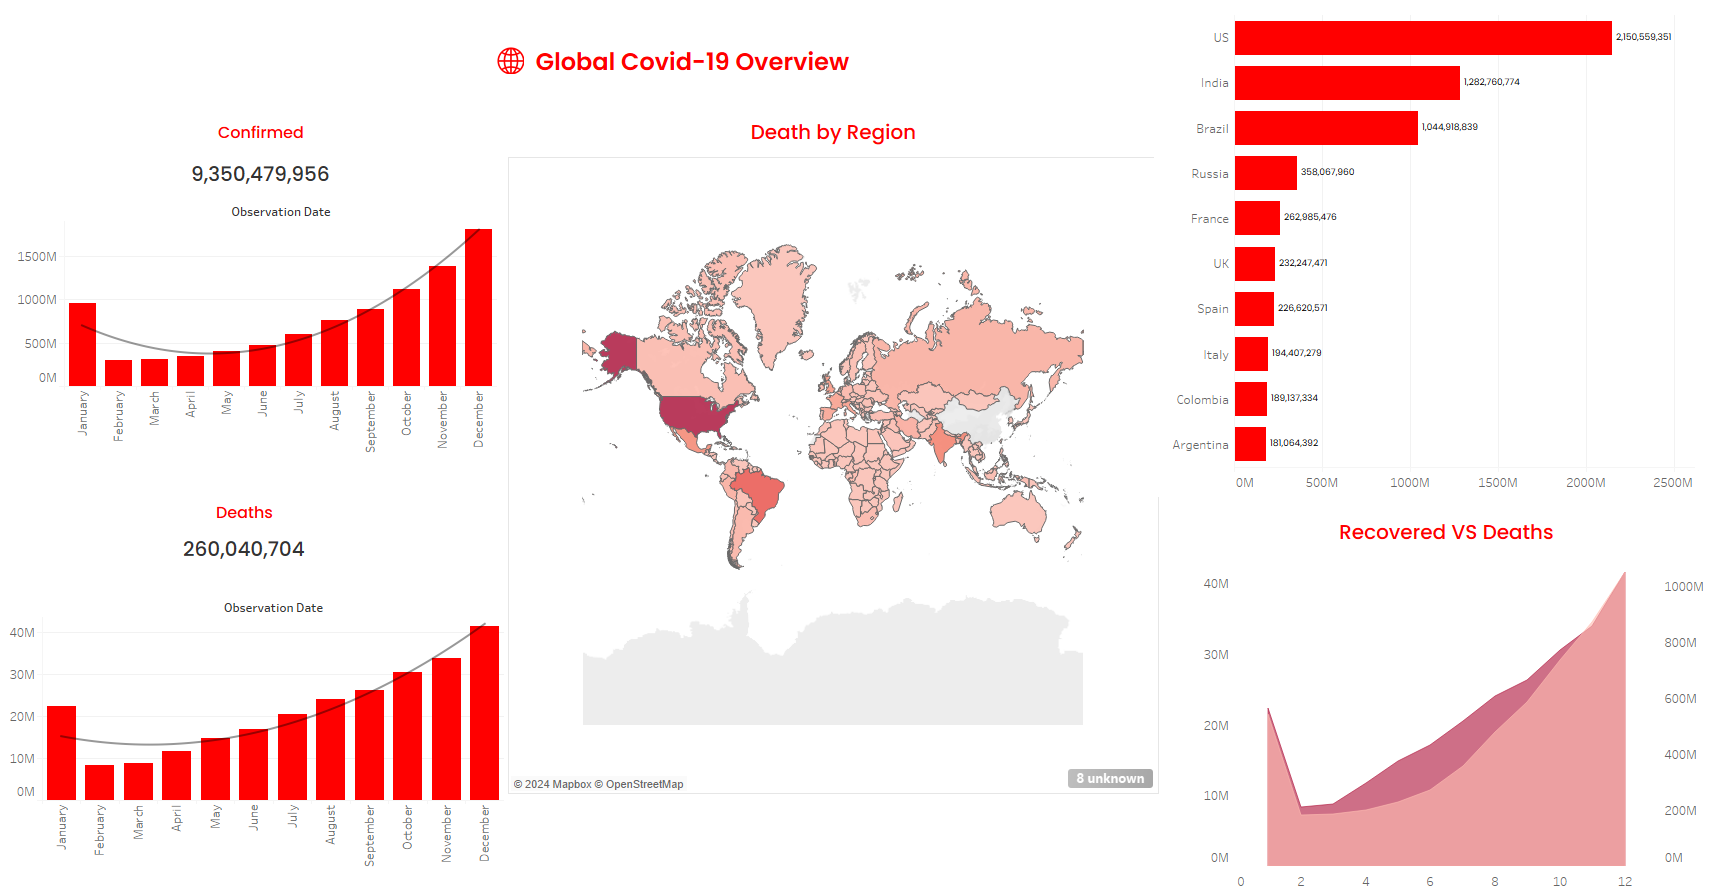 Global Covid-19 Overview
Confirmed
9,350,479,956
Observation Date
1500M
1000M
500M
0M
January
February
March
April
May
June
July
August
September
October
November
December
Deaths
260,040,704
Observation Date
40M
30M
20M
10M
0M
January
February
March
April
May
June
July
August
September
October
November
December
Death by Region
© 2024 Mapbox © OpenStreetMap
8 unknown
US 2,150,559,351
India 1,282,760,774
Brazil 1,044,918,839
Russia 358,067,960
France 262,985,476
UK 232,247,471
Spain 226,620,571
Italy 194,407,279
Colombia 189,137,334
Argentina 181,064,392
0M 500M 1000M 1500M 2000M 2500M
Recovered VS Deaths
40M 1000M
30M 800M
20M 600M
10M 400M
0M 200M
0M
0 2 4 6 8 10 12